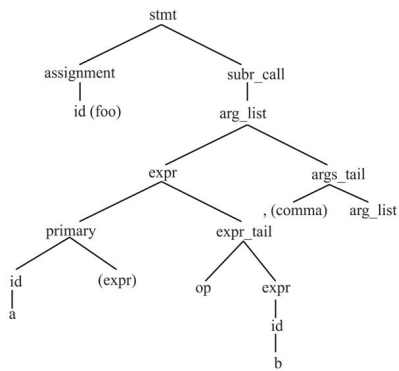 stmt
assignment subr_call
id (foo) arg_list
expr args_tail
, (comma) arg_list
primary expr_tail
id (expr) op expr
a id
b